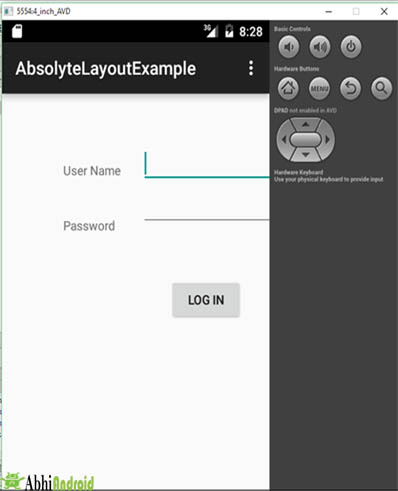 5554:4_inch_AVD
3G 8:28
AbsolyteLayoutExample
User Name
Password
LOG IN
Basic Controls
Hardware Buttons
MENU
DPAD not enabled in AVD
Hardware Keyboard
Use your physical keyboard to provide input
AbhiAndroid